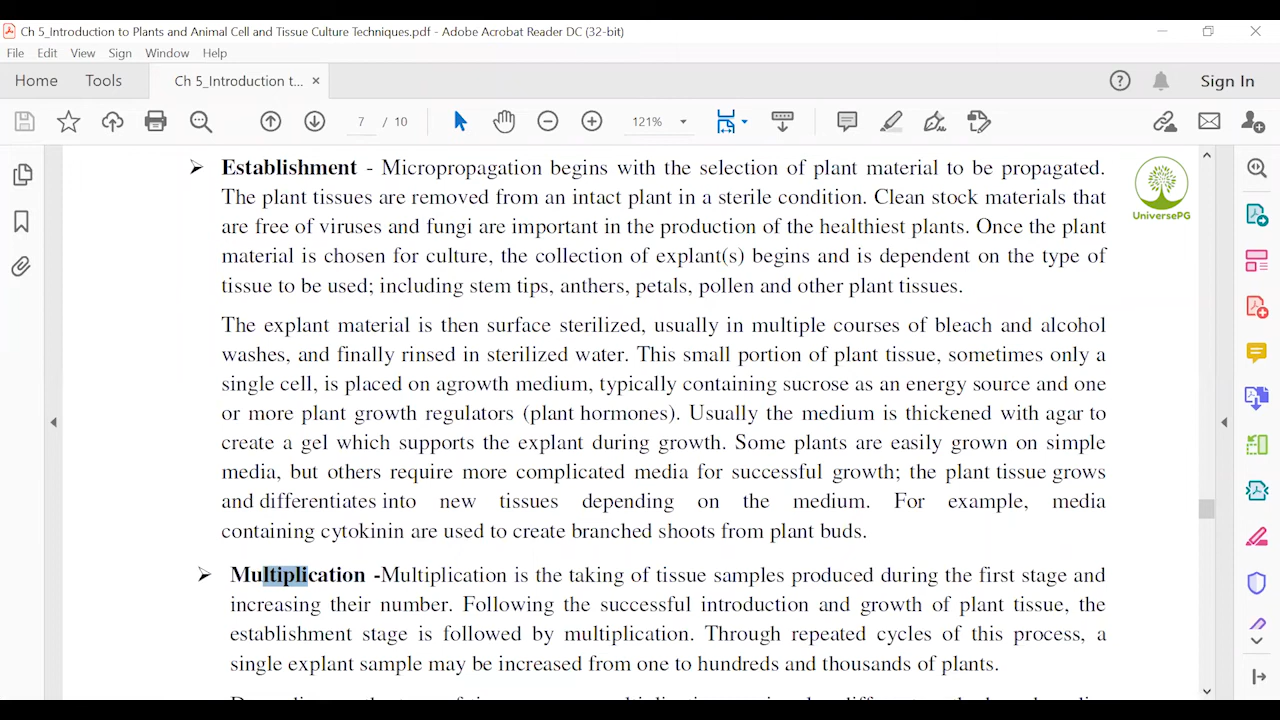 Ch 5_Introduction to Plants and Animal Cell and Tissue Culture Techniques.pdf - Adobe Acrobat Reader DC (32-bit)
File Edit View Sign Window Help
Home Tools Ch 5_Introduction t... × Sign In
7 / 10 121%
➢ Establishment - Micropropagation begins with the selection of plant material to be propagated.
The plant tissues are removed from an intact plant in a sterile condition. Clean stock materials that
are free of viruses and fungi are important in the production of the healthiest plants. Once the plant
material is chosen for culture, the collection of explant(s) begins and is dependent on the type of
tissue to be used; including stem tips, anthers, petals, pollen and other plant tissues.
UniversePG
The explant material is then surface sterilized, usually in multiple courses of bleach and alcohol
washes, and finally rinsed in sterilized water. This small portion of plant tissue, sometimes only a
single cell, is placed on agrowth medium, typically containing sucrose as an energy source and one
or more plant growth regulators (plant hormones). Usually the medium is thickened with agar to
create a gel which supports the explant during growth. Some plants are easily grown on simple
media, but others require more complicated media for successful growth; the plant tissue grows
and differentiates into new tissues depending on the medium. For example, media
containing cytokinin are used to create branched shoots from plant buds.
➢ Multiplication -Multiplication is the taking of tissue samples produced during the first stage and
increasing their number. Following the successful introduction and growth of plant tissue, the
establishment stage is followed by multiplication. Through repeated cycles of this process, a
single explant sample may be increased from one to hundreds and thousands of plants.